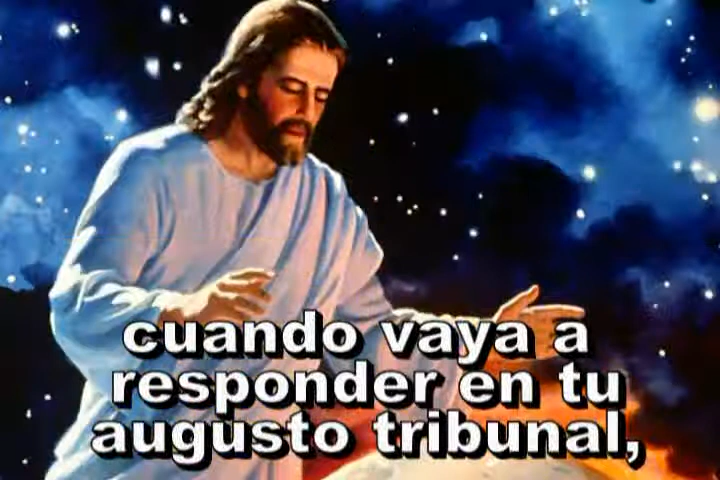 cuando vaya a
responder en tu
augusto tribunal,